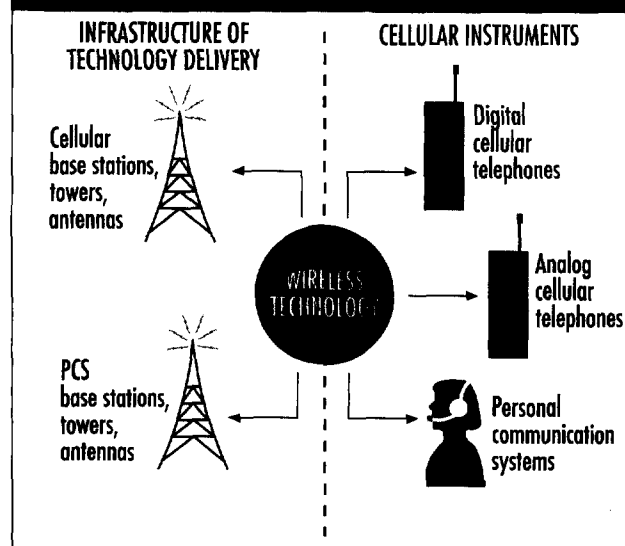 INFRASTRUCTURE OF
TECHNOLOGY DELIVERY
Cellular
base stations,
towers,
antennas
PCS
base stations,
towers,
antennas
WIRELESS
TECHNOLOGY
CELLULAR INSTRUMENTS
Digital
cellular
telephones
Analog
cellular
telephones
Personal
communication
systems